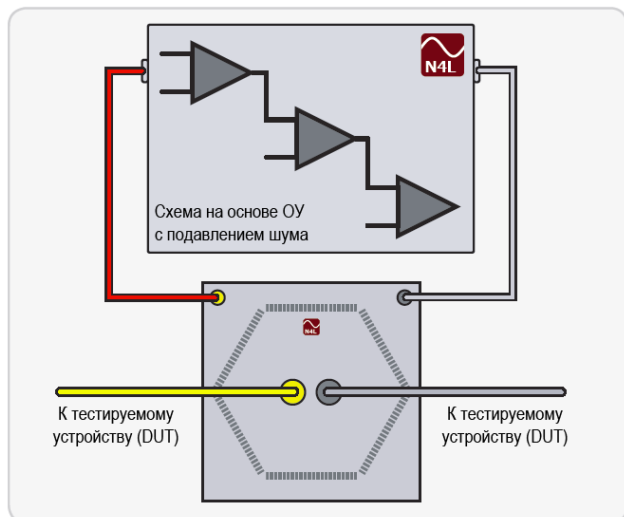 N4L
Схема на основе ОУ
с подавлением шума
N4L
К тестируемому
устройству (DUT)
К тестируемому
устройству (DUT)